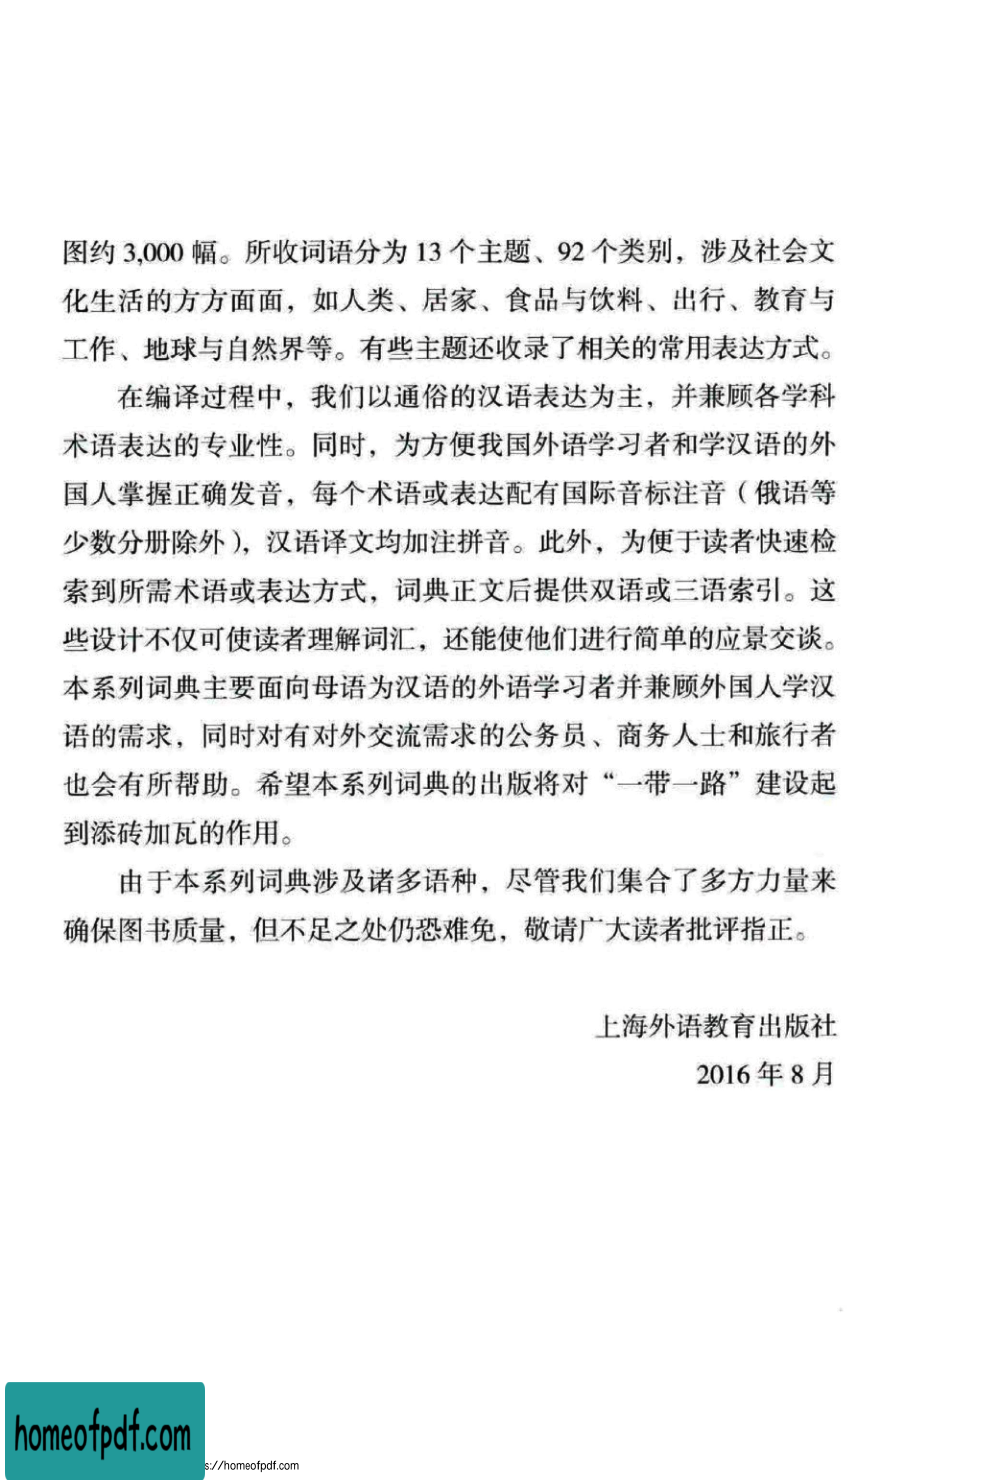 图约 3,000 幅。所收词语分为 13 个主题、92 个类别，涉及社会文
化生活的方方面面，如人类、居家、食品与饮料、出行、教育与
工作、地球与自然界等。有些主题还收录了相关的常用表达方式。
在编译过程中，我们以通俗的汉语表达为主，并兼顾各学科
术语表达的专业性。同时，为方便我国外语学习者和学汉语的外
国人掌握正确发音，每个术语或表达配有国际音标注音（俄语等
少数分册除外），汉语译文均加注拼音。此外，为便于读者快速检
索到所需术语或表达方式，词典正文后提供双语或三语索引。这
些设计不仅可使读者理解词汇，还能使他们进行简单的应景交谈。
本系列词典主要面向母语为汉语的外语学习者并兼顾外国人学汉
语的需求，同时对有对外交流需求的公务员、商务人士和旅行者
也会有所帮助。希望本系列词典的出版将对“一带一路”建设起
到添砖加瓦的作用。
由于本系列词典涉及诸多语种，尽管我们集合了多方力量来
确保图书质量，但不足之处仍恐难免，敬请广大读者批评指正。
上海外语教育出版社
2016 年 8 月
homeofpdf.com
s://homeofpdf.com